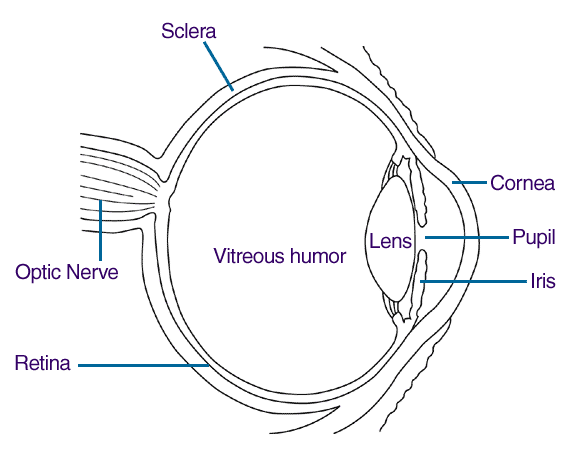 Sclera
Cornea
Pupil
Lens
Vitreous humor
Optic Nerve
Iris
Retina